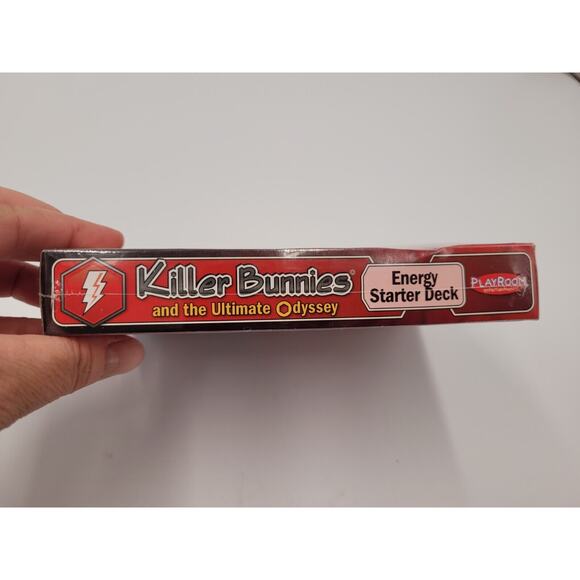 Killer Bunnies®
and the Ultimate Odyssey
Energy
Starter Deck
PLAYROOM